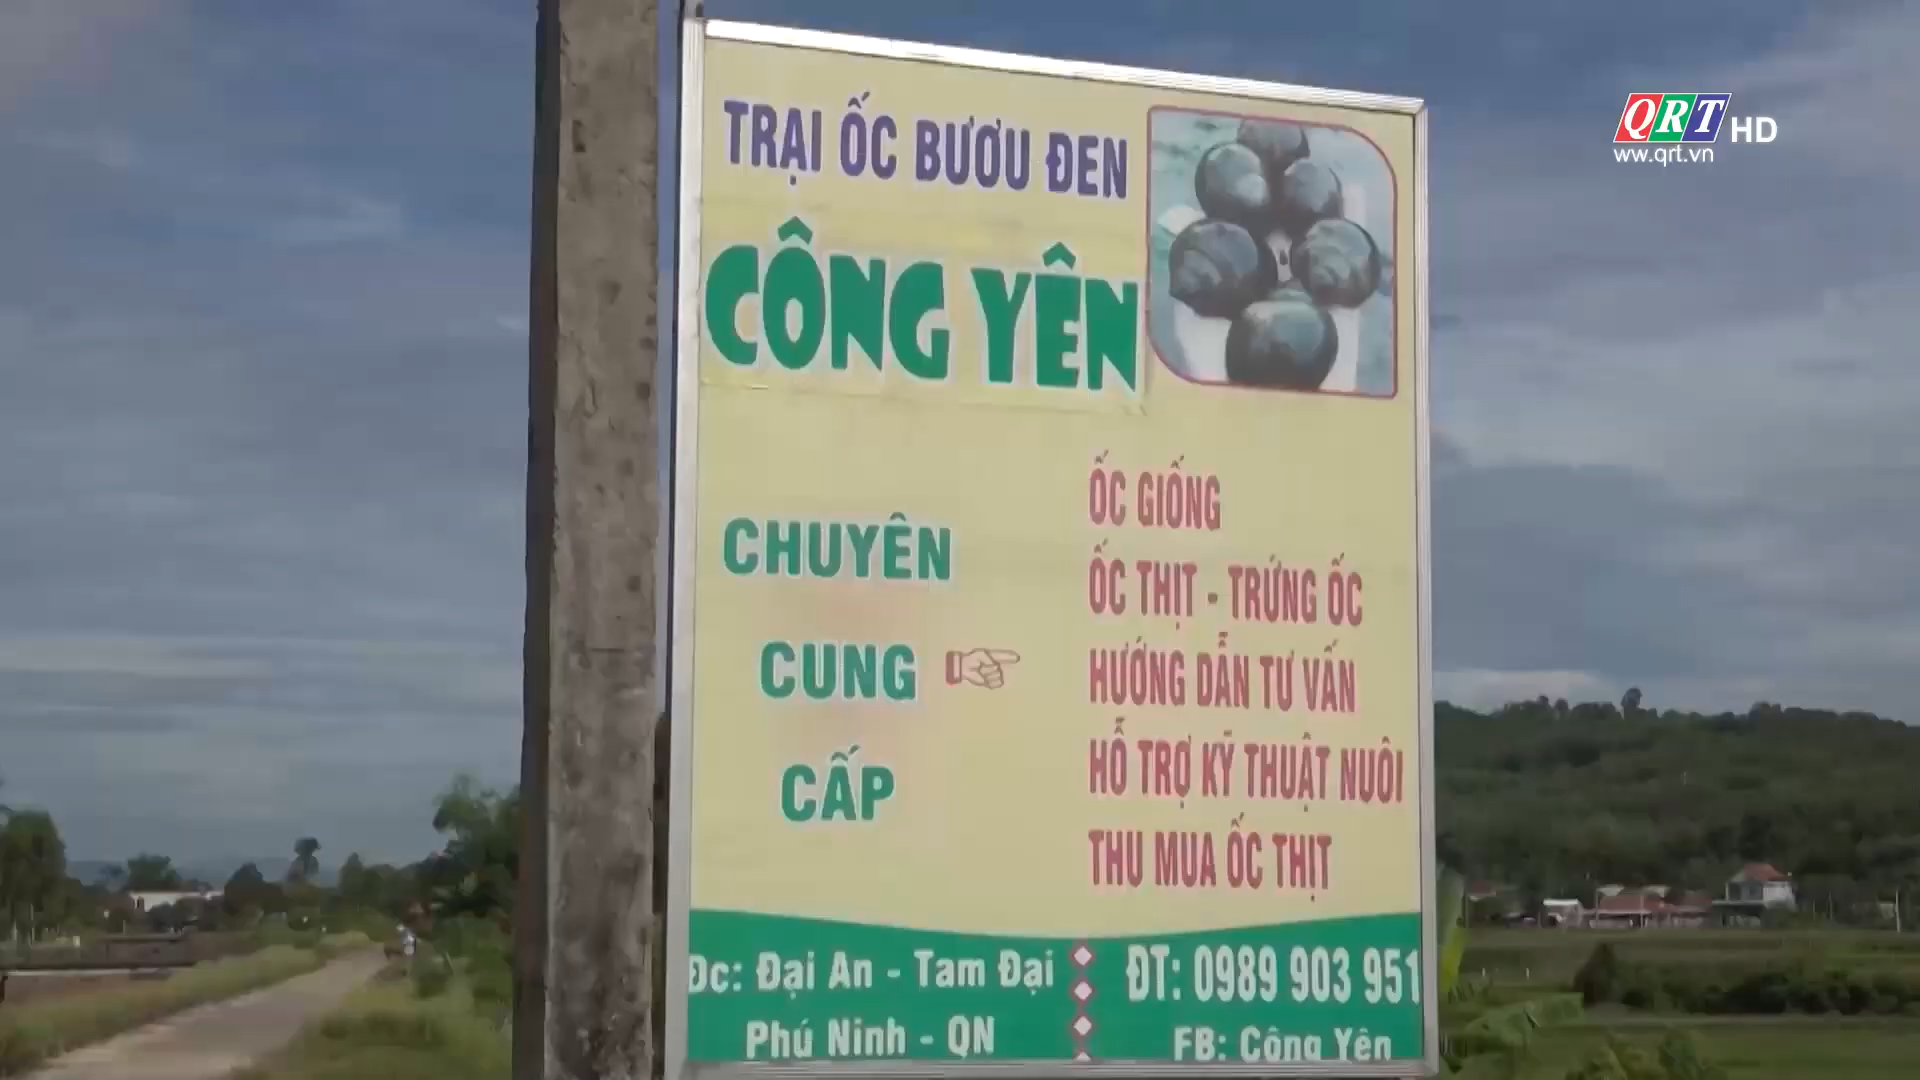 QRT HD
ww.qrt.vn
TRẠI ỐC BƯƠU ĐEN
CÔNG YÊN
CHUYÊN
CUNG
CẤP
ỐC GIỐNG
ỐC THỊT - TRỨNG ỐC
HƯỚNG DẪN TƯ VẤN
HỖ TRỢ KỸ THUẬT NUÔI
THU MUA ỐC THỊT
Đc: Đại An - Tam Đại
Phú Ninh - QN
ĐT: 0989 903 951
FB: Công Yên